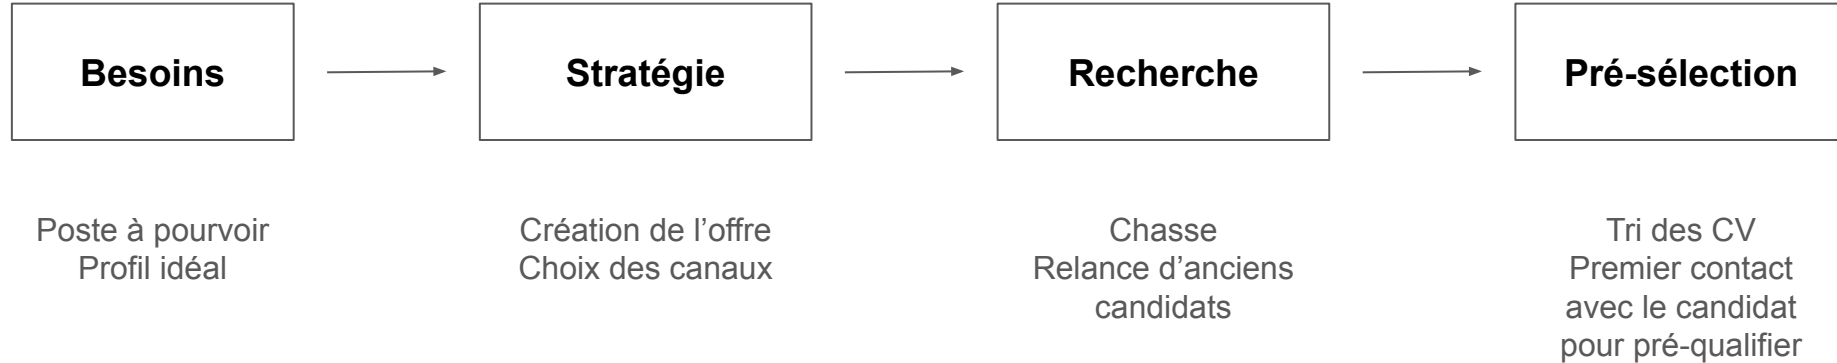 Besoins
Stratégie
Recherche
Pré-sélection
Poste à pourvoir
Profil idéal
Création de l’offre
Choix des canaux
Chasse
Relance d’anciens
candidats
Tri des CV
Premier contact
avec le candidat
pour pré-qualifier